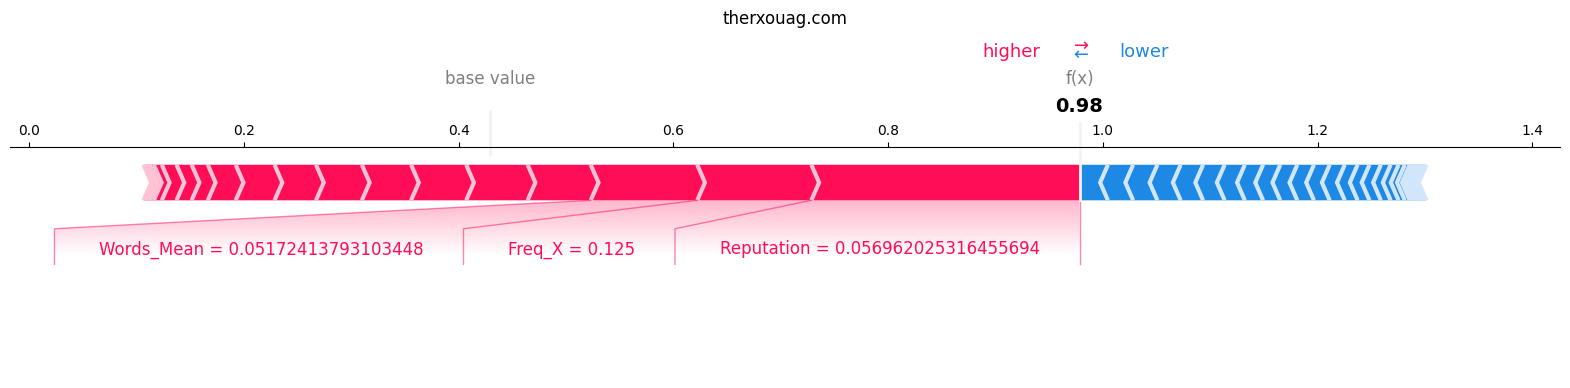 therxouag.com
higher ⇄ lower
base value f(x)
0.98
0.0 0.2 0.4 0.6 0.8 1.0 1.2 1.4
Words_Mean = 0.05172413793103448 Freq_X = 0.125 Reputation = 0.056962025316455694